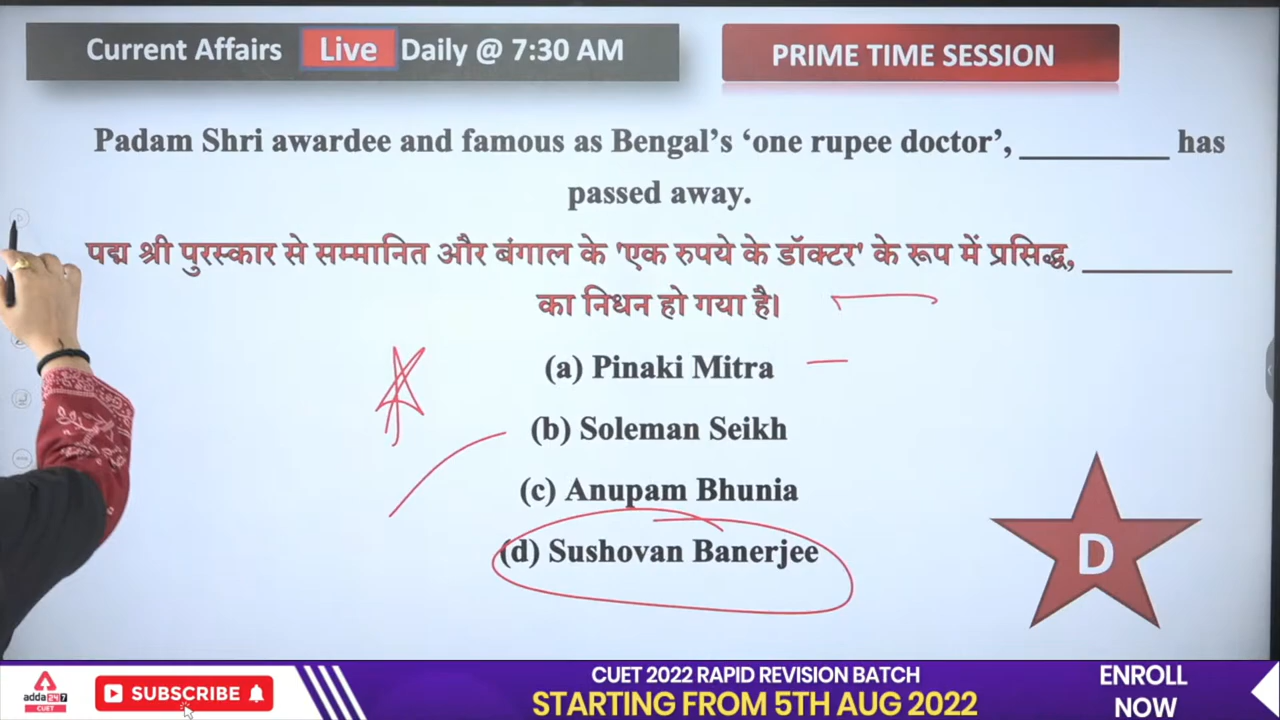 Current Affairs Live Daily @ 7:30 AM
PRIME TIME SESSION
Padam Shri awardee and famous as Bengal's ‘one rupee doctor’, __________ has
passed away.
पद्म श्री पुरस्कार से सम्मानित और बंगाल के 'एक रुपये के डॉक्टर' के रूप में प्रसिद्ध, __________
का निधन हो गया है।
(a) Pinaki Mitra
(b) Soleman Seikh
(c) Anupam Bhunia
(d) Sushovan Banerjee
D
adda247
CUET
SUBSCRIBE
CUET 2022 RAPID REVISION BATCH
STARTING FROM 5TH AUG 2022
ENROLL
NOW